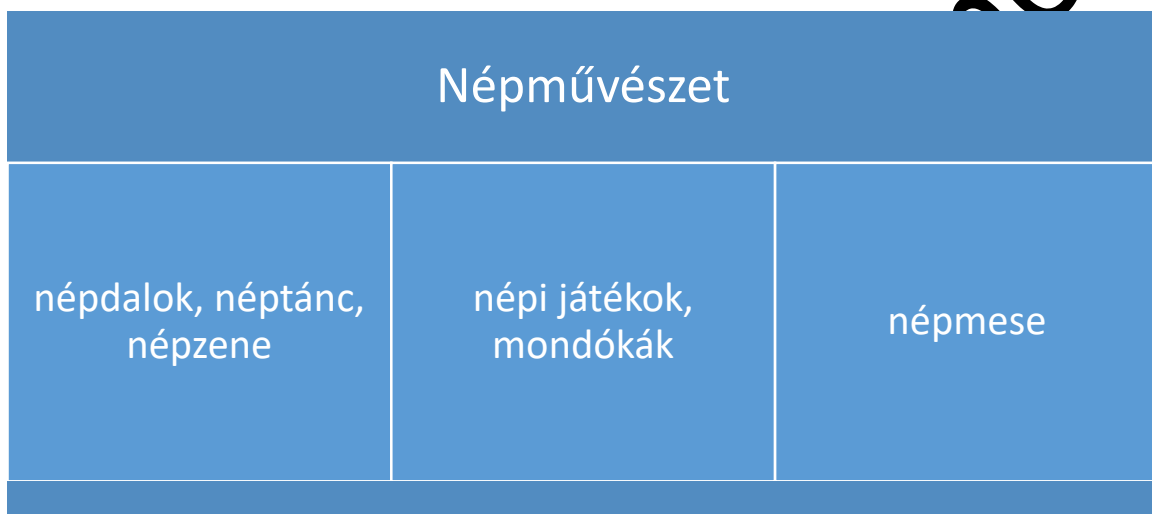 Népművészet
népdalok, néptánc,
népzene
népi játékok,
mondókák
népmese